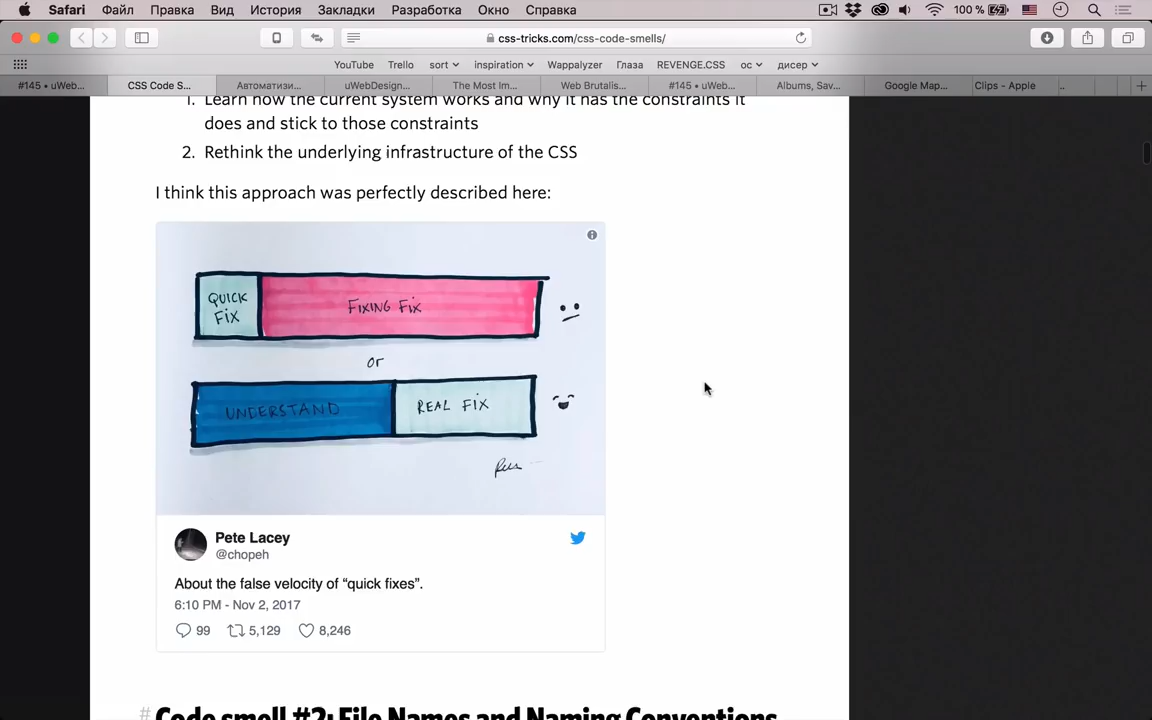 Safari Файл Правка Вид История Закладки Разработка Окно Справка 100 %
css-tricks.com/css-code-smells/
YouTube Trello sort inspiration Wappalyzer Глаза REVENGE.CSS ос дисер
#145 • uWeb... CSS Code S... Автоматизи... uWebDesign... The Most Im... Web Brutalis... #145 • uWeb... Albums, Sav... Google Map... Clips - Apple ..
1. Learn how the current system works and why it has the constraints it
does and stick to those constraints
2. Rethink the underlying infrastructure of the CSS
I think this approach was perfectly described here:
QUICK
FIX
FIXING FIX
or
UNDERSTAND
REAL FIX
Pete Lacey
@chopeh
About the false velocity of “quick fixes”.
6:10 PM - Nov 2, 2017
99 5,129 8,246
# Code smell #2: File Names and Naming Conventions